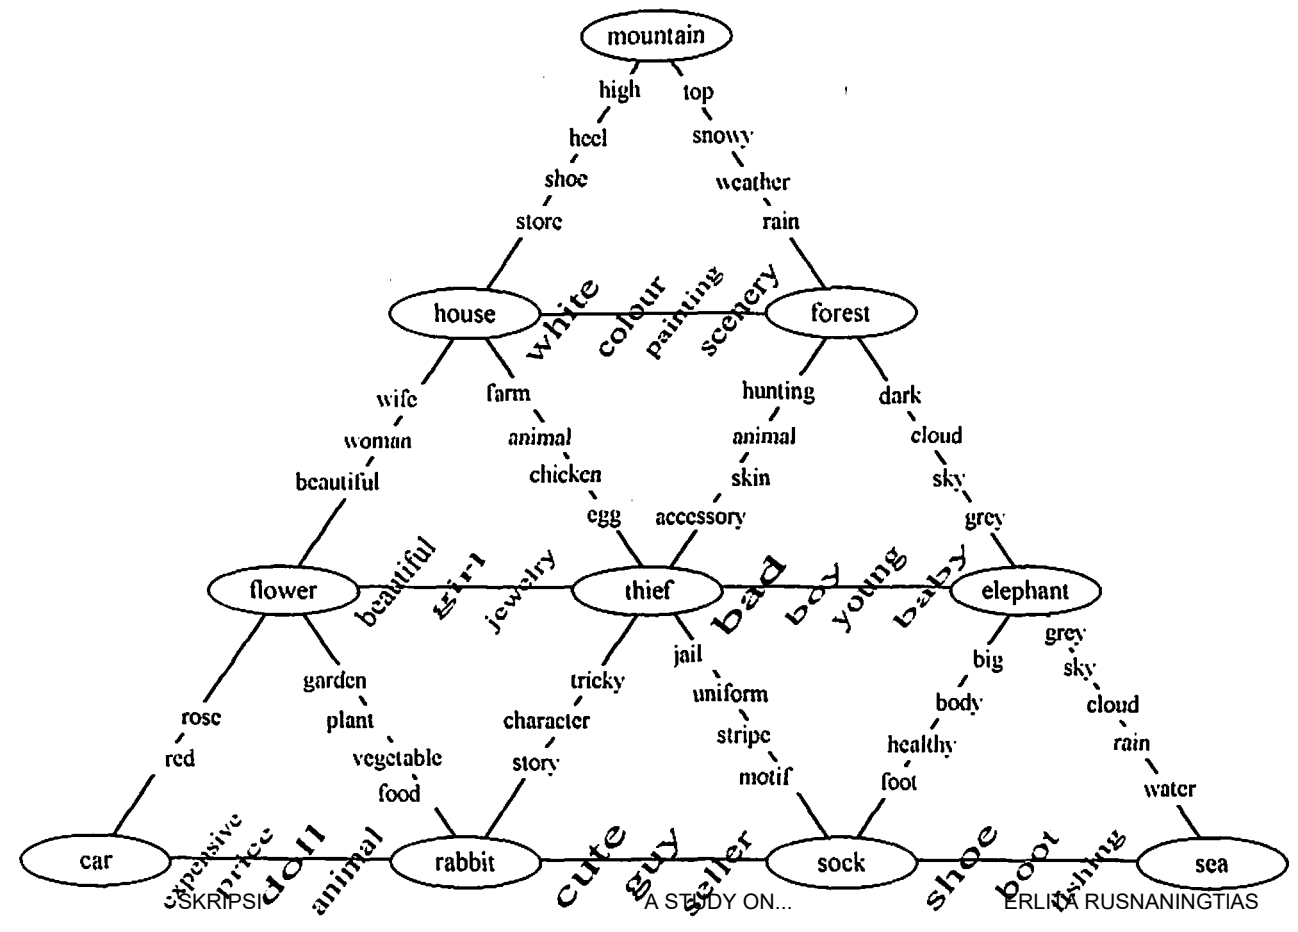 mountain
high top
heel snowy
shoe weather
store rain
house white colour painting scenery forest
wife farm hunting dark
woman animal animal cloud
beautiful chicken skin sky
egg accessory grey
flower beautiful girl jewelry thief bad boy young baby elephant
garden tricky jail big grey
rose plant character uniform body sky
red vegetable story stripe healthy cloud
food motif foot rain
water
car expensive price doll animal rabbit cute guy seller sock shoe boot fishing sea
SKRIPSI A STUDY ON... ERLITA RUSNANINGTIAS